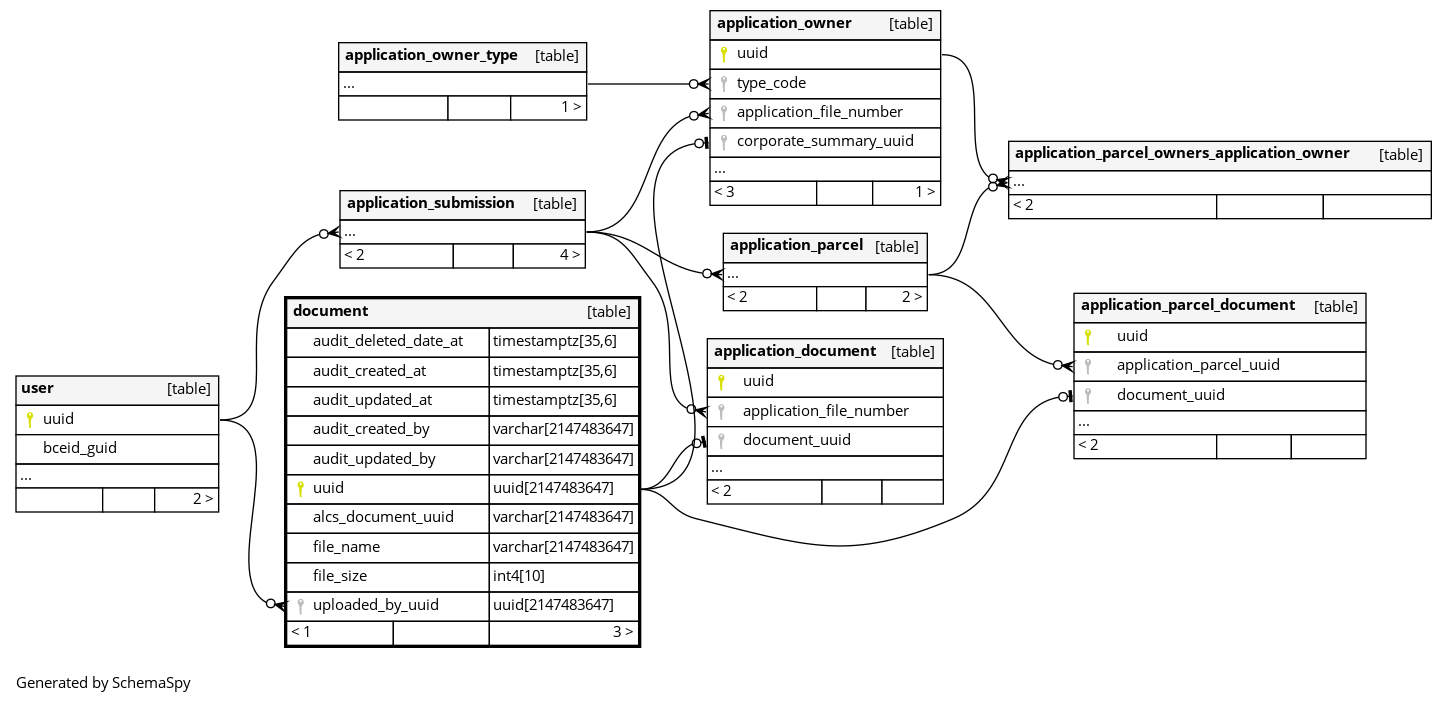 application_owner [table]
uuid
type_code
application_file_number
corporate_summary_uuid
...
< 3 1 >
application_owner_type [table]
...
1 >
application_parcel_owners_application_owner [table]
...
< 2
application_submission [table]
...
< 2 4 >
application_parcel [table]
...
< 2 2 >
application_parcel_document [table]
uuid
application_parcel_uuid
document_uuid
...
< 2
document [table]
audit_deleted_date_at timestamptz[35,6]
audit_created_at timestamptz[35,6]
audit_updated_at timestamptz[35,6]
audit_created_by varchar[2147483647]
audit_updated_by varchar[2147483647]
uuid uuid[2147483647]
alcs_document_uuid varchar[2147483647]
file_name varchar[2147483647]
file_size int4[10]
uploaded_by_uuid uuid[2147483647]
< 1 3 >
application_document [table]
uuid
application_file_number
document_uuid
...
< 2
user [table]
uuid
bceid_guid
...
2 >
Generated by SchemaSpy